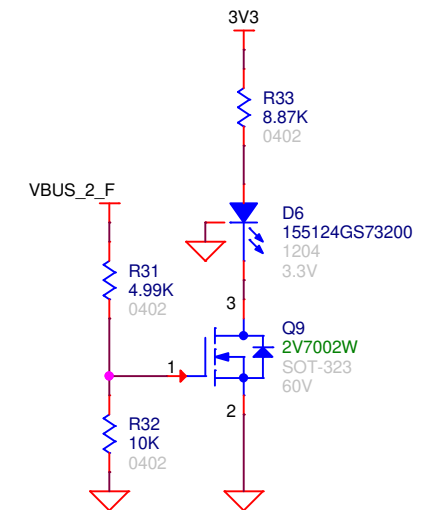 3V3
R33
8.87K
0402
VBUS_2_F
D6
155124GS73200
1204
3.3V
R31
4.99K
0402
3
Q9
2V7002W
SOT-323
60V
1
2
R32
10K
0402